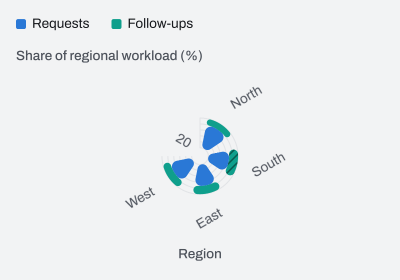 Requests Follow-ups
Share of regional workload (%)
North
20
South
West
East
Region